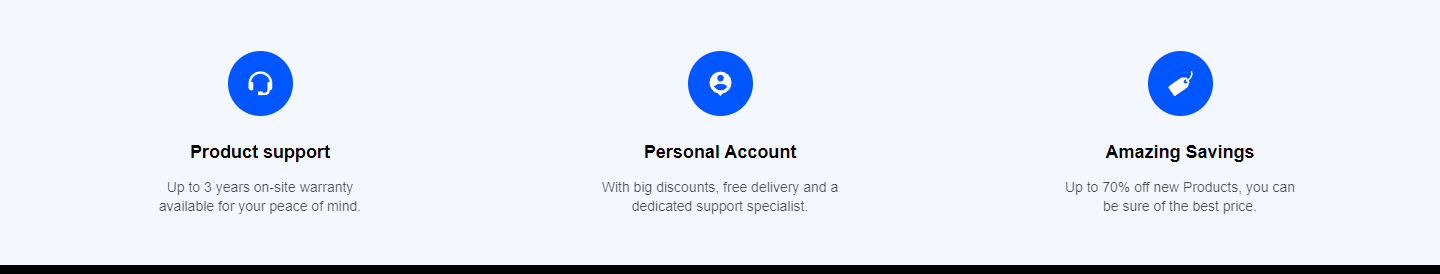 Product support
Up to 3 years on-site warranty
available for your peace of mind.
Personal Account
With big discounts, free delivery and a
dedicated support specialist.
Amazing Savings
Up to 70% off new Products, you can
be sure of the best price.